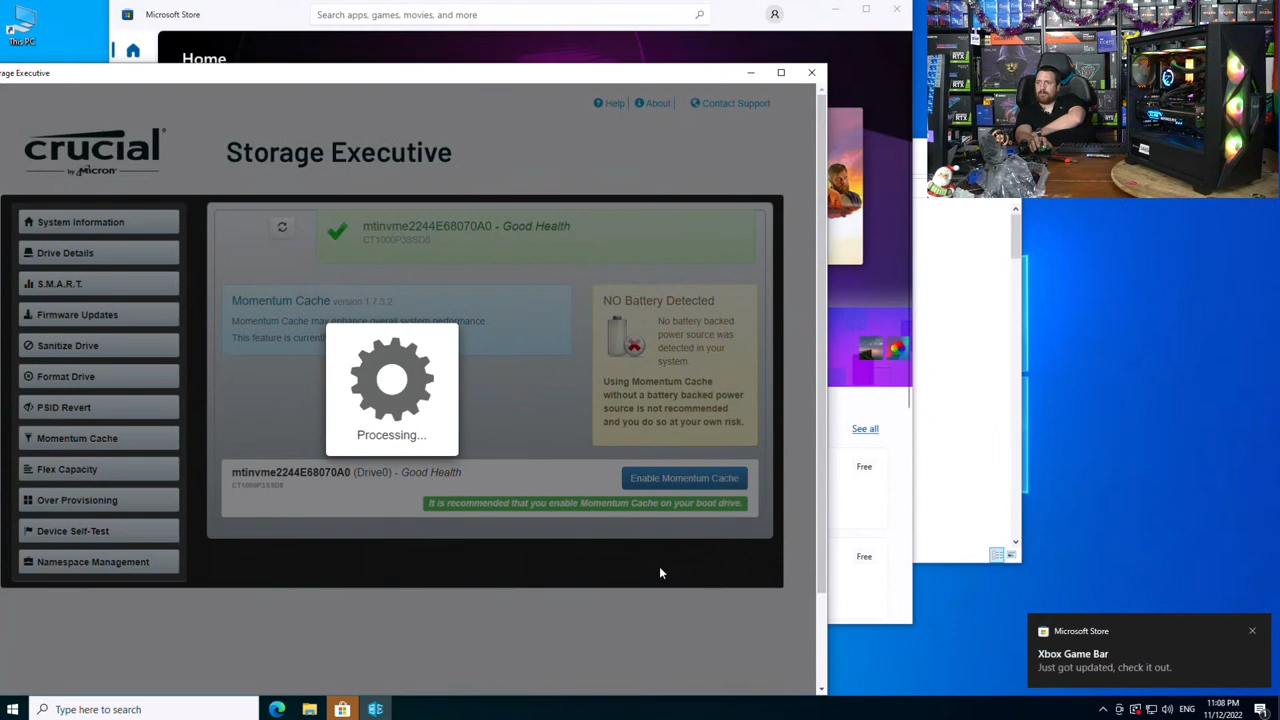 This PC
Microsoft Store
Search apps, games, movies, and more
Home
rage Executive
Help
About
Contact Support
crucial
by Micron
Storage Executive
System Information
Drive Details
S.M.A.R.T.
Firmware Updates
Sanitize Drive
Format Drive
PSID Revert
Momentum Cache
Flex Capacity
Over Provisioning
Device Self-Test
Namespace Management
mtinvme2244E68070A0 - Good Health
CT1000P3SSD8
Momentum Cache version 1.7.3.2
Momentum Cache may enhance overall system performance
This feature is current
NO Battery Detected
No battery backed
power source was
detected in your
system.
Using Momentum Cache
without a battery backed power
source is not recommended
and you do so at your own risk.
Processing...
mtinvme2244E68070A0 (Drive0) - Good Health
CT1000P3SSD8
Enable Momentum Cache
It is recommended that you enable Momentum Cache on your boot drive.
See all
Free
Free
Microsoft Store
Xbox Game Bar
Just got updated, check it out.
Type here to search
ENG
11:08 PM
11/12/2022
1